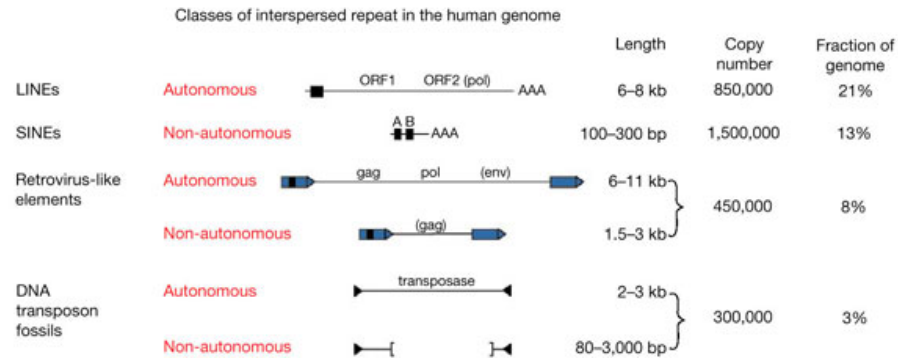 Classes of interspersed repeat in the human genome
Length Copy number Fraction of genome
LINEs Autonomous ORF1 ORF2 (pol) AAA 6–8 kb 850,000 21%
SINEs Non-autonomous A B AAA 100–300 bp 1,500,000 13%
Retrovirus-like elements Autonomous gag pol (env) 6–11 kb 450,000 8%
Non-autonomous (gag) 1.5–3 kb
DNA transposon fossils Autonomous transposase 2–3 kb 300,000 3%
Non-autonomous 80–3,000 bp